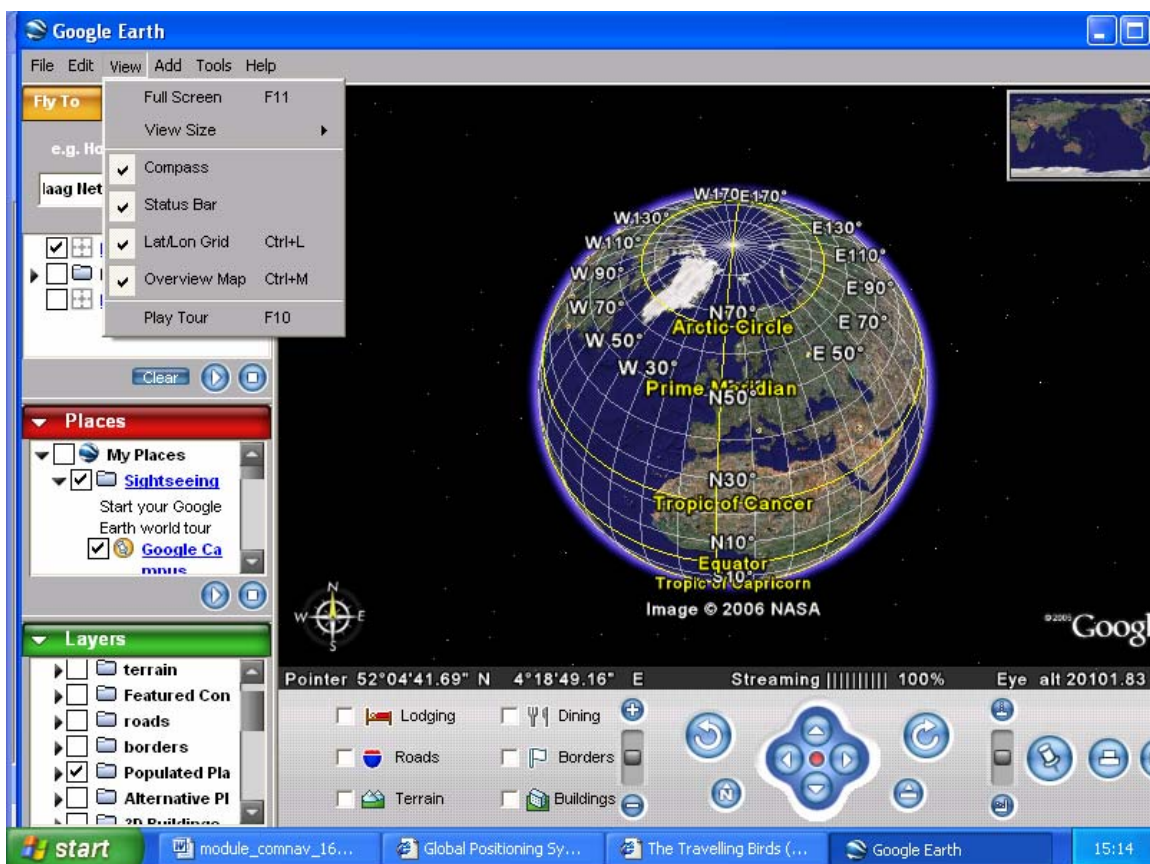 Google Earth
File Edit View Add Tools Help
Fly To
Full Screen F11
View Size
Compass
Status Bar
Lat/Lon Grid Ctrl+L
Overview Map Ctrl+M
Play Tour F10
e.g. Ho
laag Net
Clear
Places
My Places
Sightseeing
Start your Google
Earth world tour
Google Ca
mpus
Layers
terrain
Featured Con
roads
borders
Populated Pla
Alternative Pl
3D Buildings
W170° E170°
W130° E130°
W110° E110°
W 90° E 90°
W 70° N70° E 70°
Arctic Circle
W 50° E 50°
W 30°
Prime Meridian
N50°
N30°
Tropic of Cancer
N10°
Equator
S10°
Tropic of Capricorn
Image © 2006 NASA
N
W E
S
©2005 Googl
Pointer 52°04'41.69" N 4°18'49.16" E Streaming |||||||||| 100% Eye alt 20101.83
Lodging Dining
Roads Borders
Terrain Buildings
N
start module_comnav_16... Global Positioning Sy... The Travelling Birds (... Google Earth 15:14